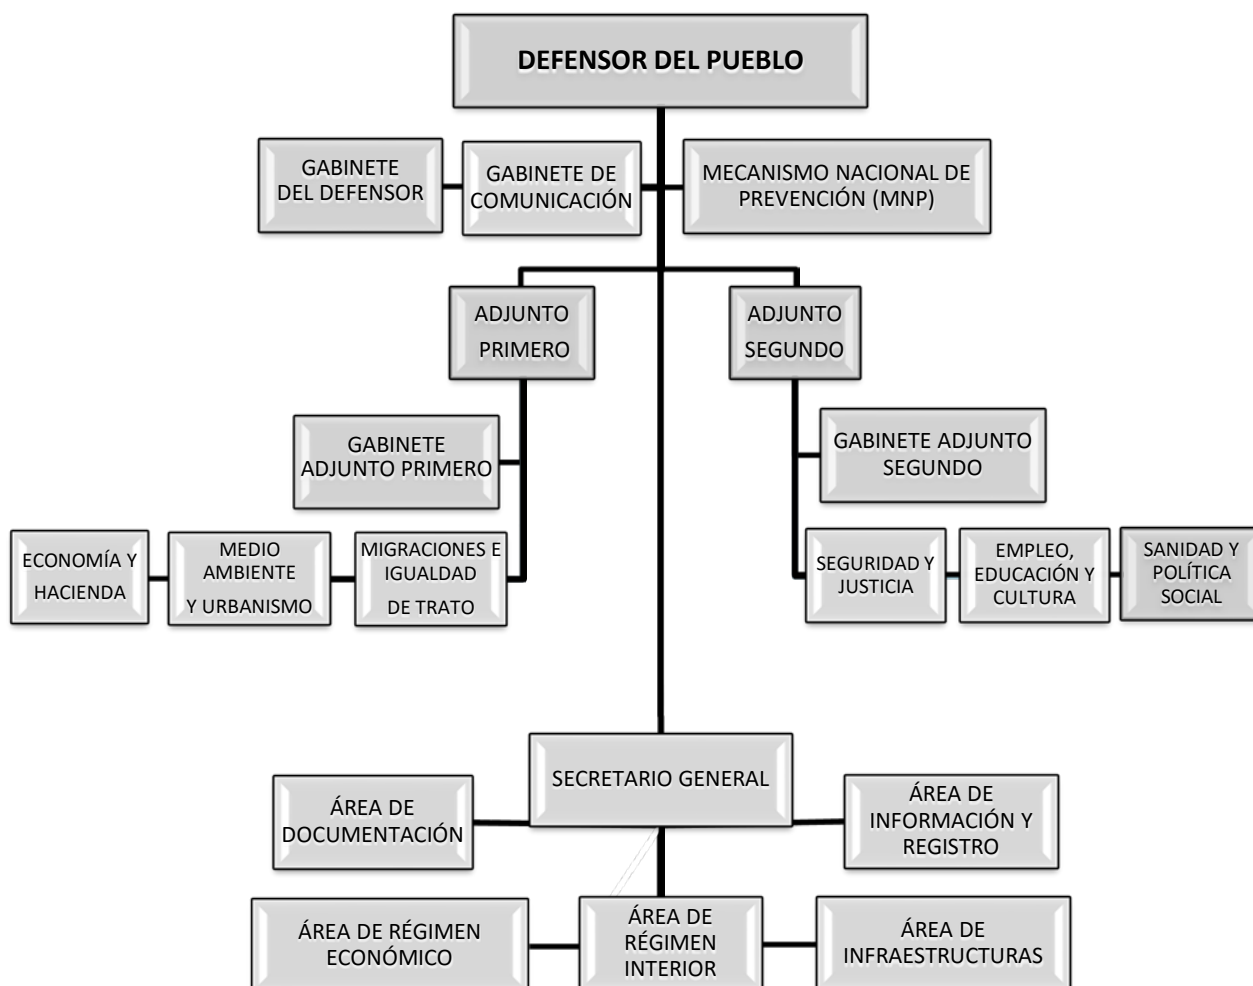 DEFENSOR DEL PUEBLO
GABINETE
DEL DEFENSOR
GABINETE DE
COMUNICACIÓN
MECANISMO NACIONAL DE
PREVENCIÓN (MNP)
ADJUNTO
PRIMERO
ADJUNTO
SEGUNDO
GABINETE
ADJUNTO PRIMERO
GABINETE ADJUNTO
SEGUNDO
ECONOMÍA Y
HACIENDA
MEDIO
AMBIENTE
Y URBANISMO
MIGRACIONES E
IGUALDAD
DE TRATO
SEGURIDAD Y
JUSTICIA
EMPLEO,
EDUCACIÓN Y
CULTURA
SANIDAD Y
POLÍTICA
SOCIAL
SECRETARIO GENERAL
ÁREA DE
DOCUMENTACIÓN
ÁREA DE
INFORMACIÓN Y
REGISTRO
ÁREA DE RÉGIMEN
ECONÓMICO
ÁREA DE
RÉGIMEN
INTERIOR
ÁREA DE
INFRAESTRUCTURAS